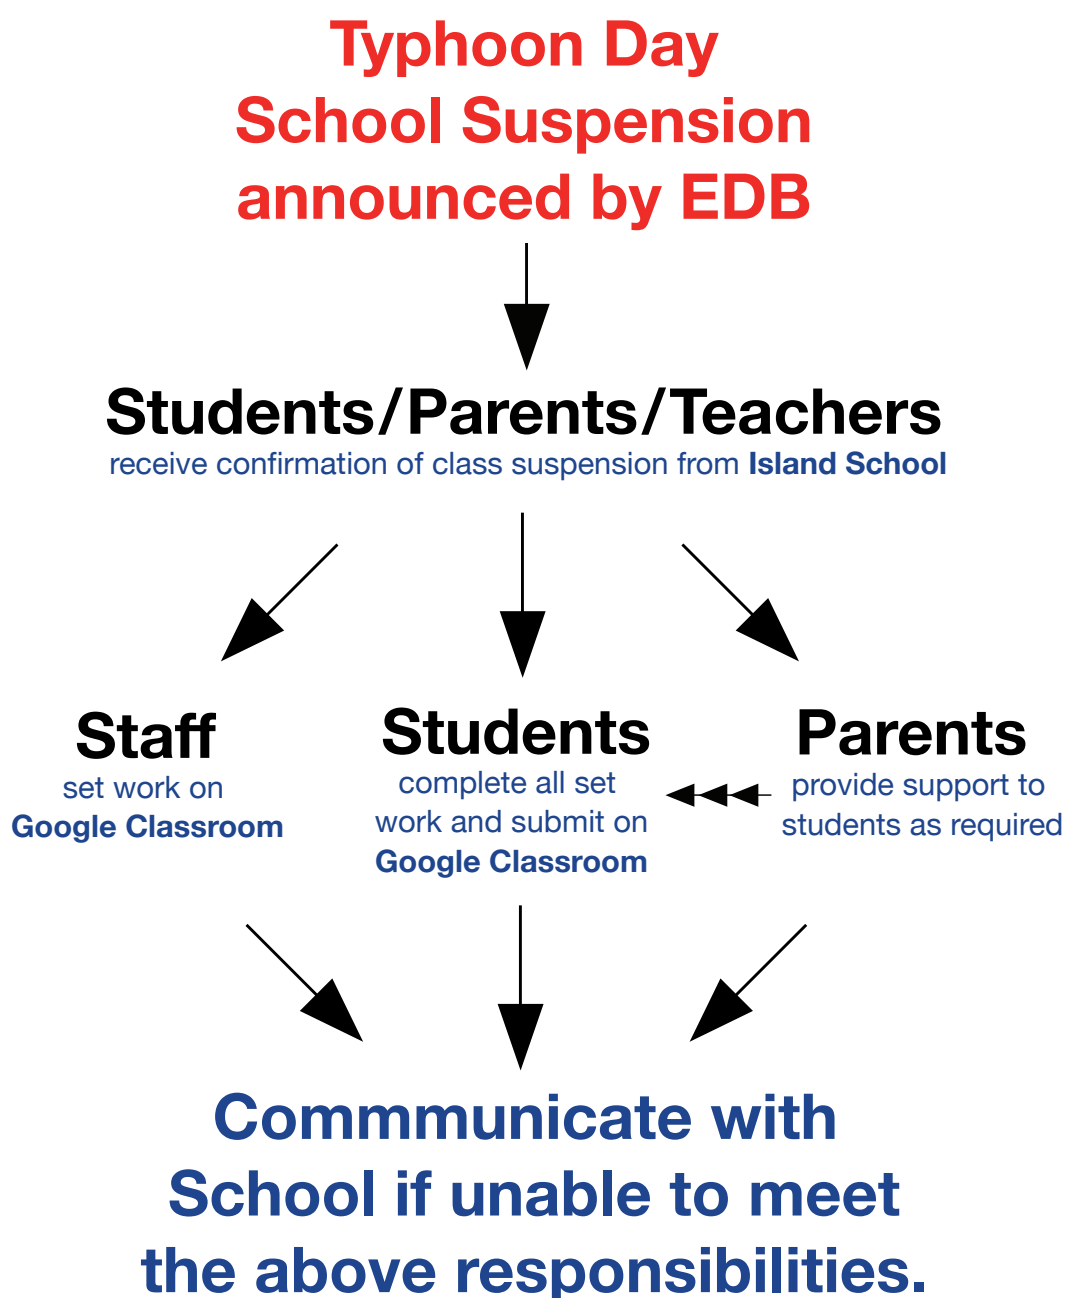 Typhoon Day
School Suspension
announced by EDB
Students/Parents/Teachers
receive confirmation of class suspension from Island School
Staff
set work on
Google Classroom
Students
complete all set
work and submit on
Google Classroom
Parents
provide support to
students as required
Commmunicate with
School if unable to meet
the above responsibilities.